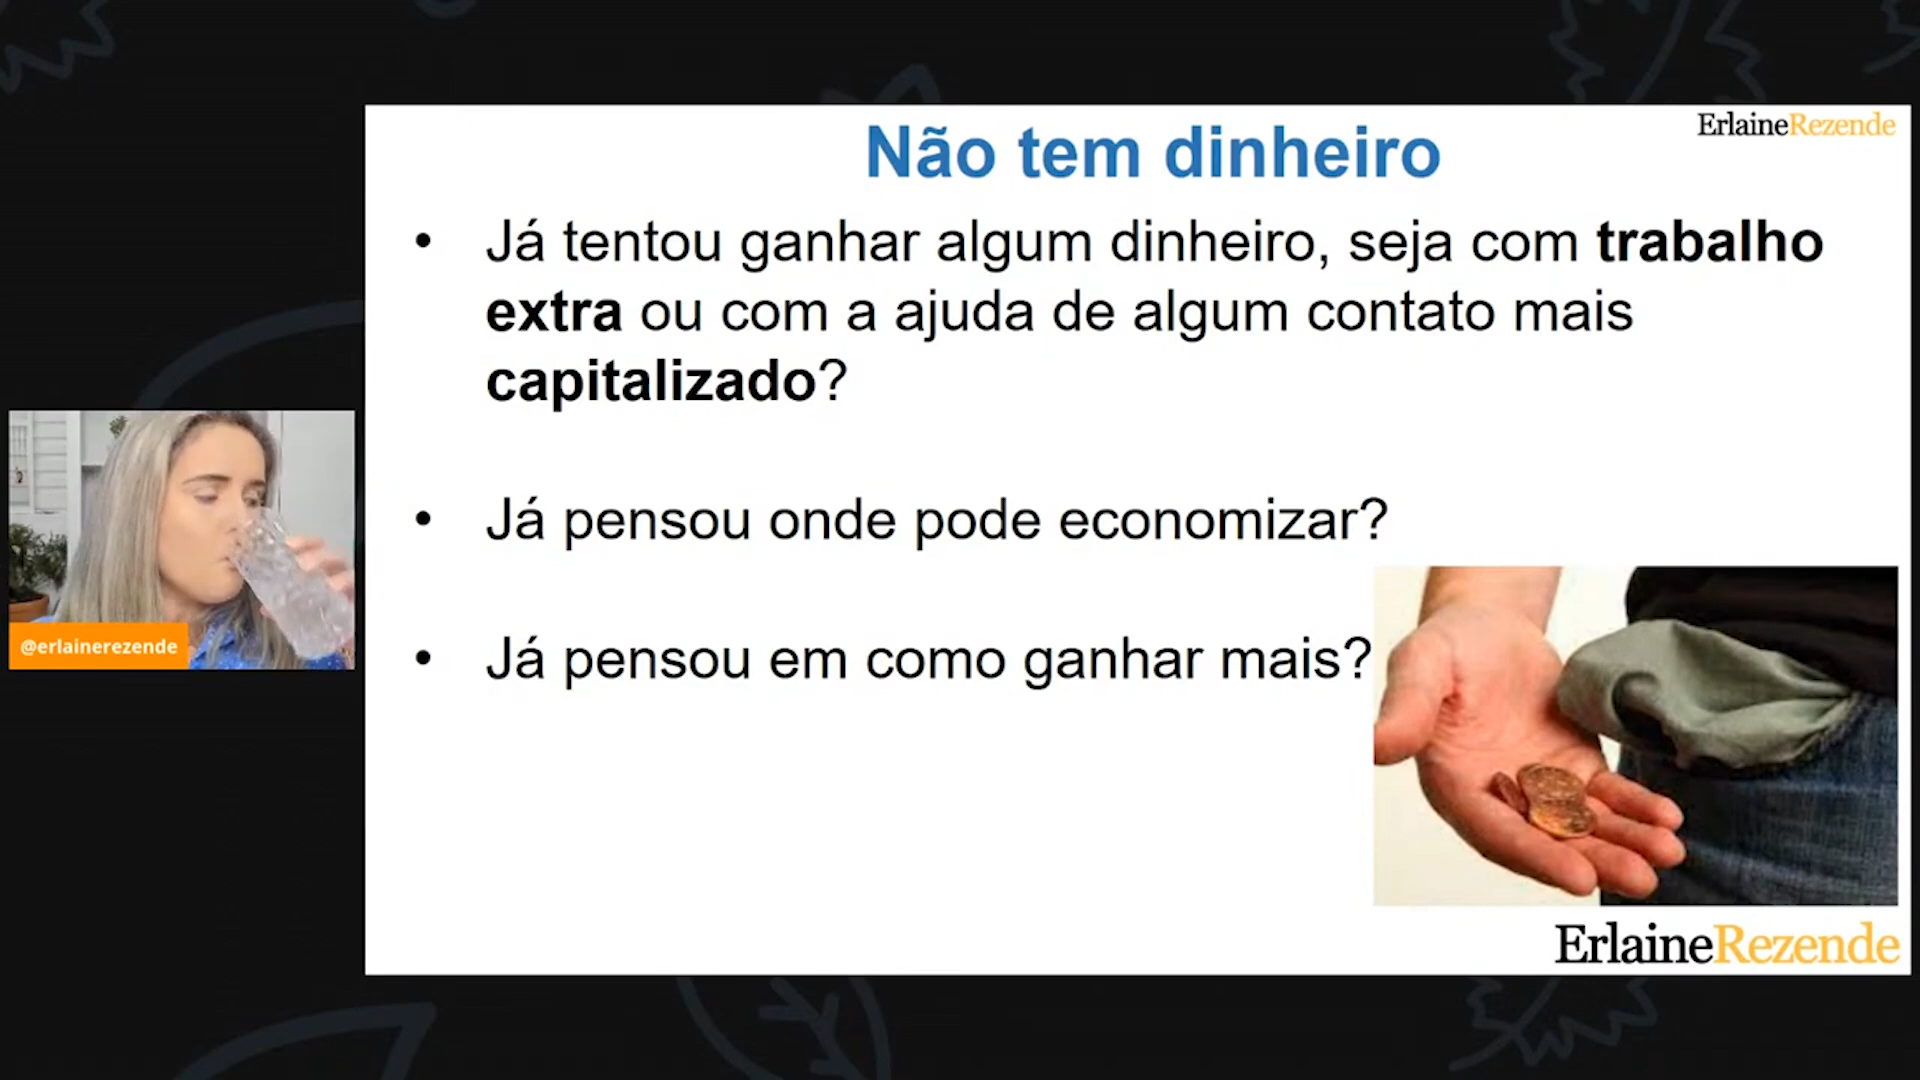 ErlaineRezende
Não tem dinheiro
• Já tentou ganhar algum dinheiro, seja com trabalho
extra ou com a ajuda de algum contato mais
capitalizado?
• Já pensou onde pode economizar?
• Já pensou em como ganhar mais?
@erlainerezende
ErlaineRezende